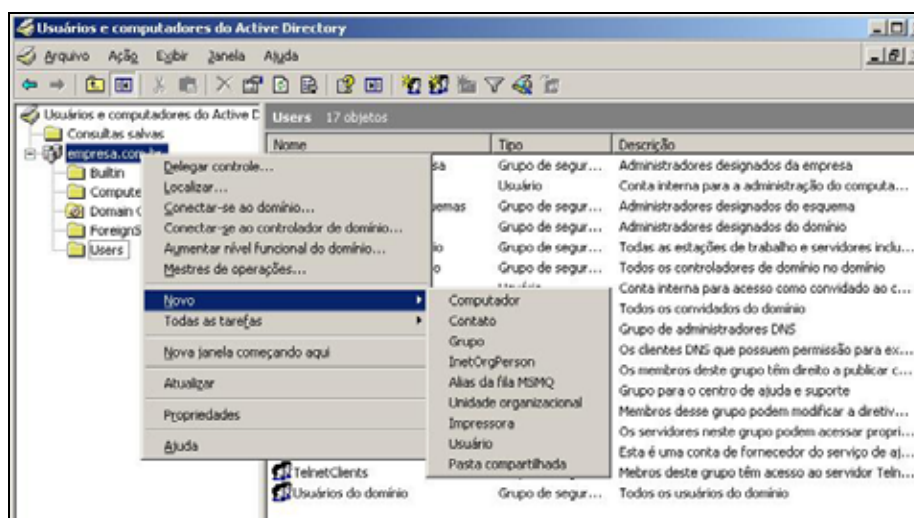 Usuários e computadores do Active Directory
Arquivo Ação Exibir Janela Ajuda
Usuários e computadores do Active D
Consultas salvas
empresa.com
Builtin
Compute
Domain C
ForeignS
Users
Users 17 objetos
Nome Tipo Descrição
sa Grupo de segur... Administradores designados da empresa
Usuário Conta interna para a administração do computa...
emas Grupo de segur... Administradores designados do esquema
Grupo de segur... Administradores designados do domínio
io Grupo de segur... Todas as estações de trabalho e servidores inclu...
o Grupo de segur... Todos os controladores de domínio no domínio
Usuário Conta interna para acesso como convidado ao c...
Todos os convidados do domínio
Grupo de administradores DNS
Os clientes DNS que possuem permissão para ex...
Os membros deste grupo têm direito a publicar c...
Grupo para o centro de ajuda e suporte
Membros desse grupo podem modificar a diretiv...
Os servidores neste grupo podem acessar propri...
Esta é uma conta de fornecedor do serviço de aj...
TelnetClients Mebros deste grupo têm acesso ao servidor Teln...
Usuários do domínio Grupo de segur... Todos os usuários do domínio
Delegar controle...
Localizar...
Conectar-se ao domínio...
Conectar-se ao controlador de domínio...
Aumentar nível funcional do domínio...
Mestres de operações...
Novo
Todas as tarefas
Nova janela começando aqui
Atualizar
Propriedades
Ajuda
Computador
Contato
Grupo
InetOrgPerson
Alias da fila MSMQ
Unidade organizacional
Impressora
Usuário
Pasta compartilhada